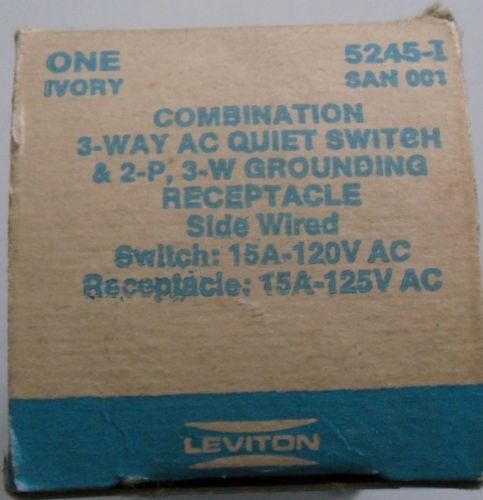 ONE 5245-I
IVORY SAN 001
COMBINATION
3-WAY AC QUIET SWITCH
& 2-P, 3-W GROUNDING
RECEPTACLE
Side Wired
Switch: 15A-120V AC
Receptacle: 15A-125V AC
LEVITON